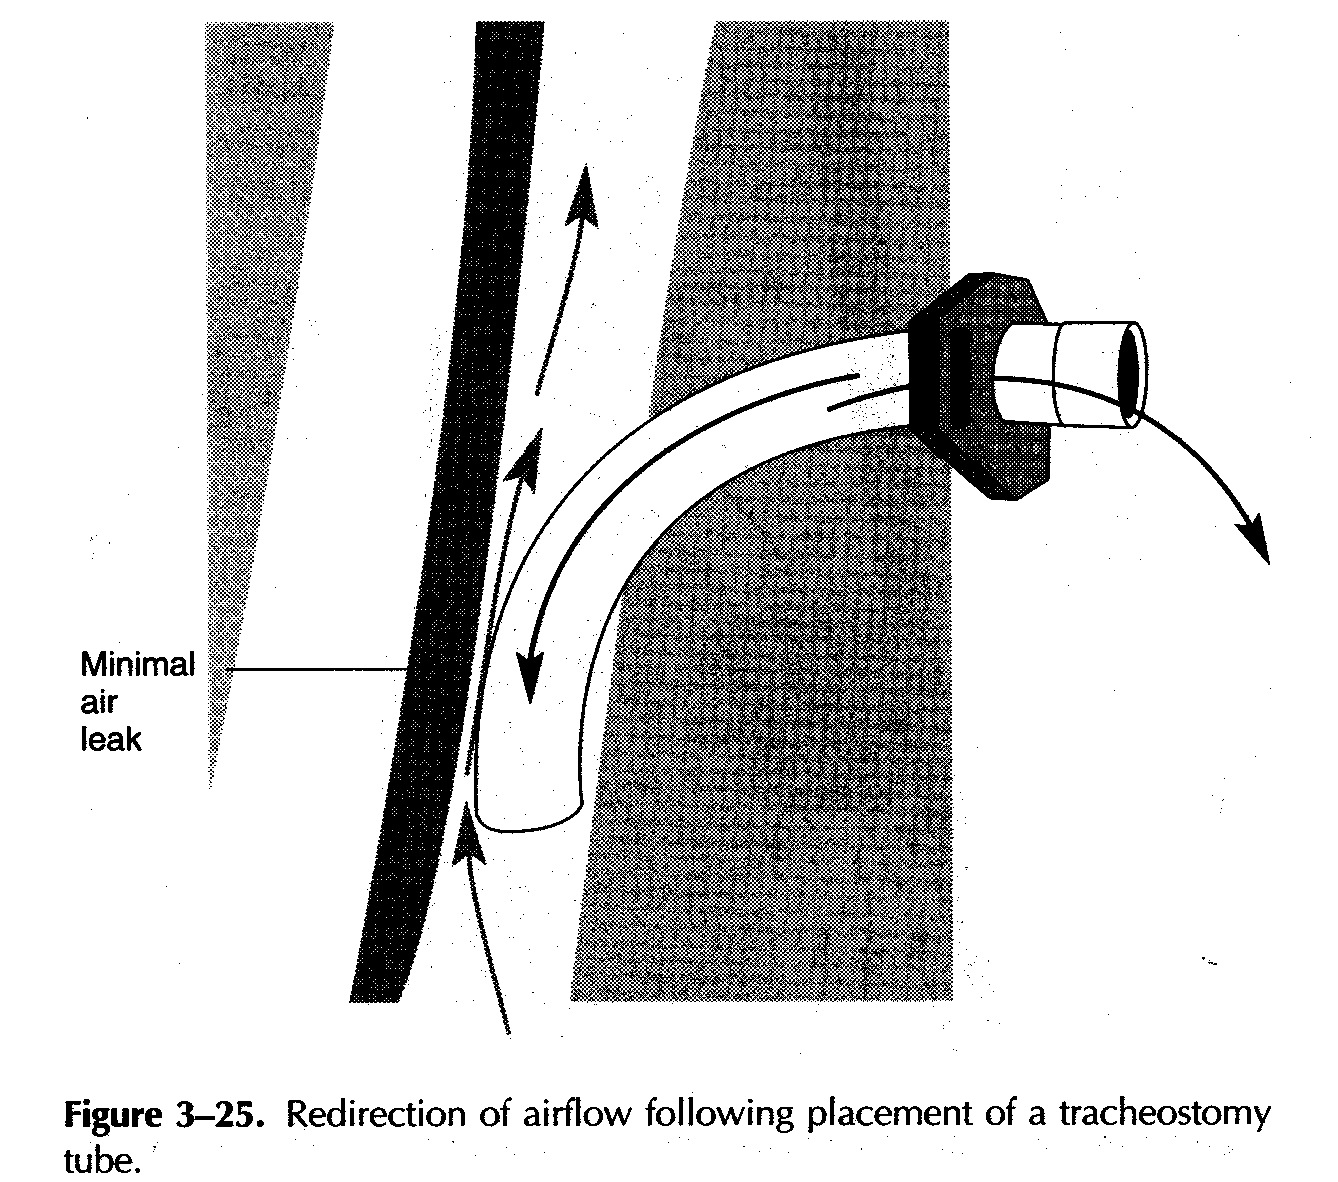 Minimal
air
leak
Figure 3–25. Redirection of airflow following placement of a tracheostomy
tube.